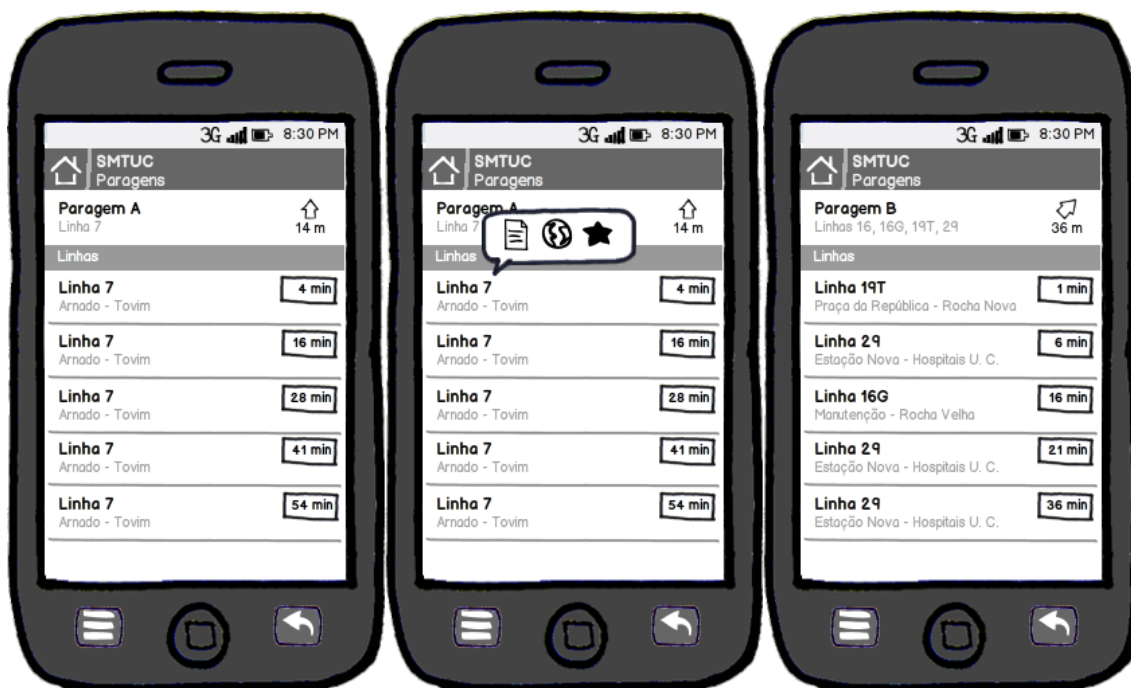 3G 8:30 PM
SMTUC
Paragens
Paragem A
Linha 7
14 m
Linhas
Linha 7
4 min
Arnado - Tovim
Linha 7
16 min
Arnado - Tovim
Linha 7
28 min
Arnado - Tovim
Linha 7
41 min
Arnado - Tovim
Linha 7
54 min
Arnado - Tovim
3G 8:30 PM
SMTUC
Paragens
Paragem A
Linha 7
14 m
Linhas
Linha 7
4 min
Arnado - Tovim
Linha 7
16 min
Arnado - Tovim
Linha 7
28 min
Arnado - Tovim
Linha 7
41 min
Arnado - Tovim
Linha 7
54 min
Arnado - Tovim
3G 8:30 PM
SMTUC
Paragens
Paragem B
Linhas 16, 16G, 19T, 29
36 m
Linhas
Linha 19T
1 min
Praça da República - Rocha Nova
Linha 29
6 min
Estação Nova - Hospitais U. C.
Linha 16G
16 min
Manutenção - Rocha Velha
Linha 29
21 min
Estação Nova - Hospitais U. C.
Linha 29
36 min
Estação Nova - Hospitais U. C.